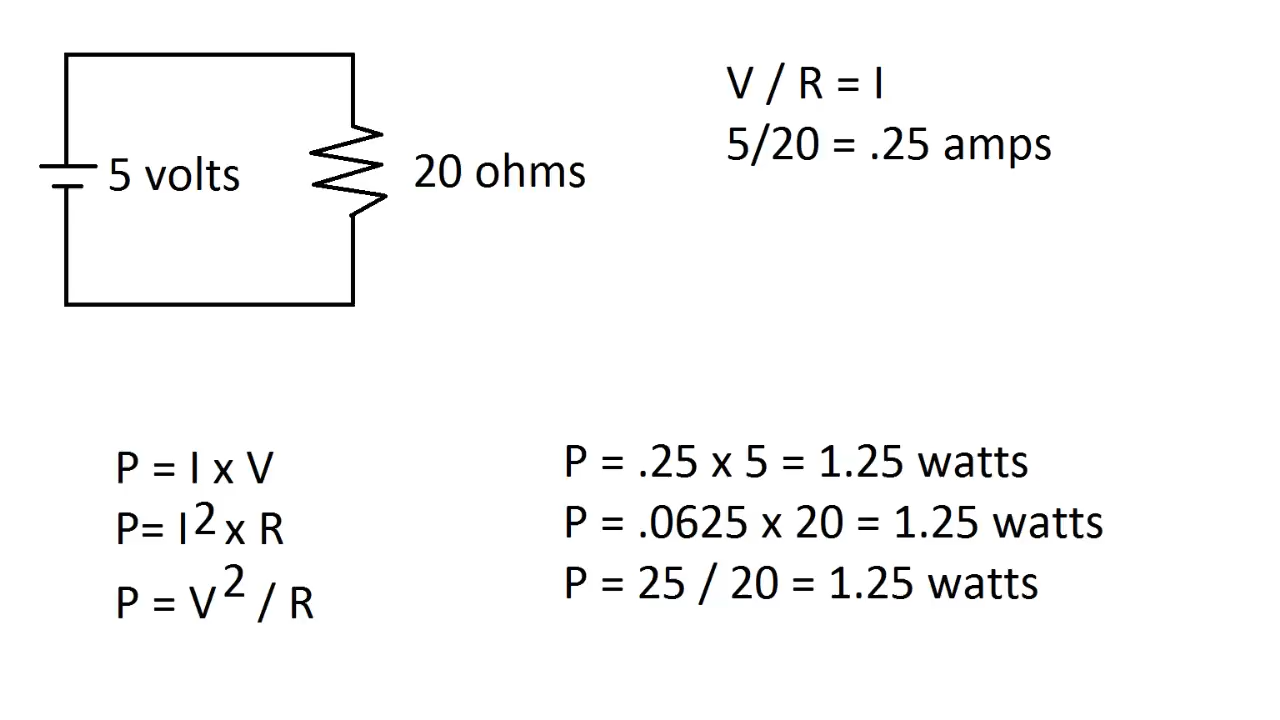 V / R = I
5/20 = .25 amps
5 volts
20 ohms
P = I x V
P= I² x R
P = V² / R
P = .25 x 5 = 1.25 watts
P = .0625 x 20 = 1.25 watts
P = 25 / 20 = 1.25 watts